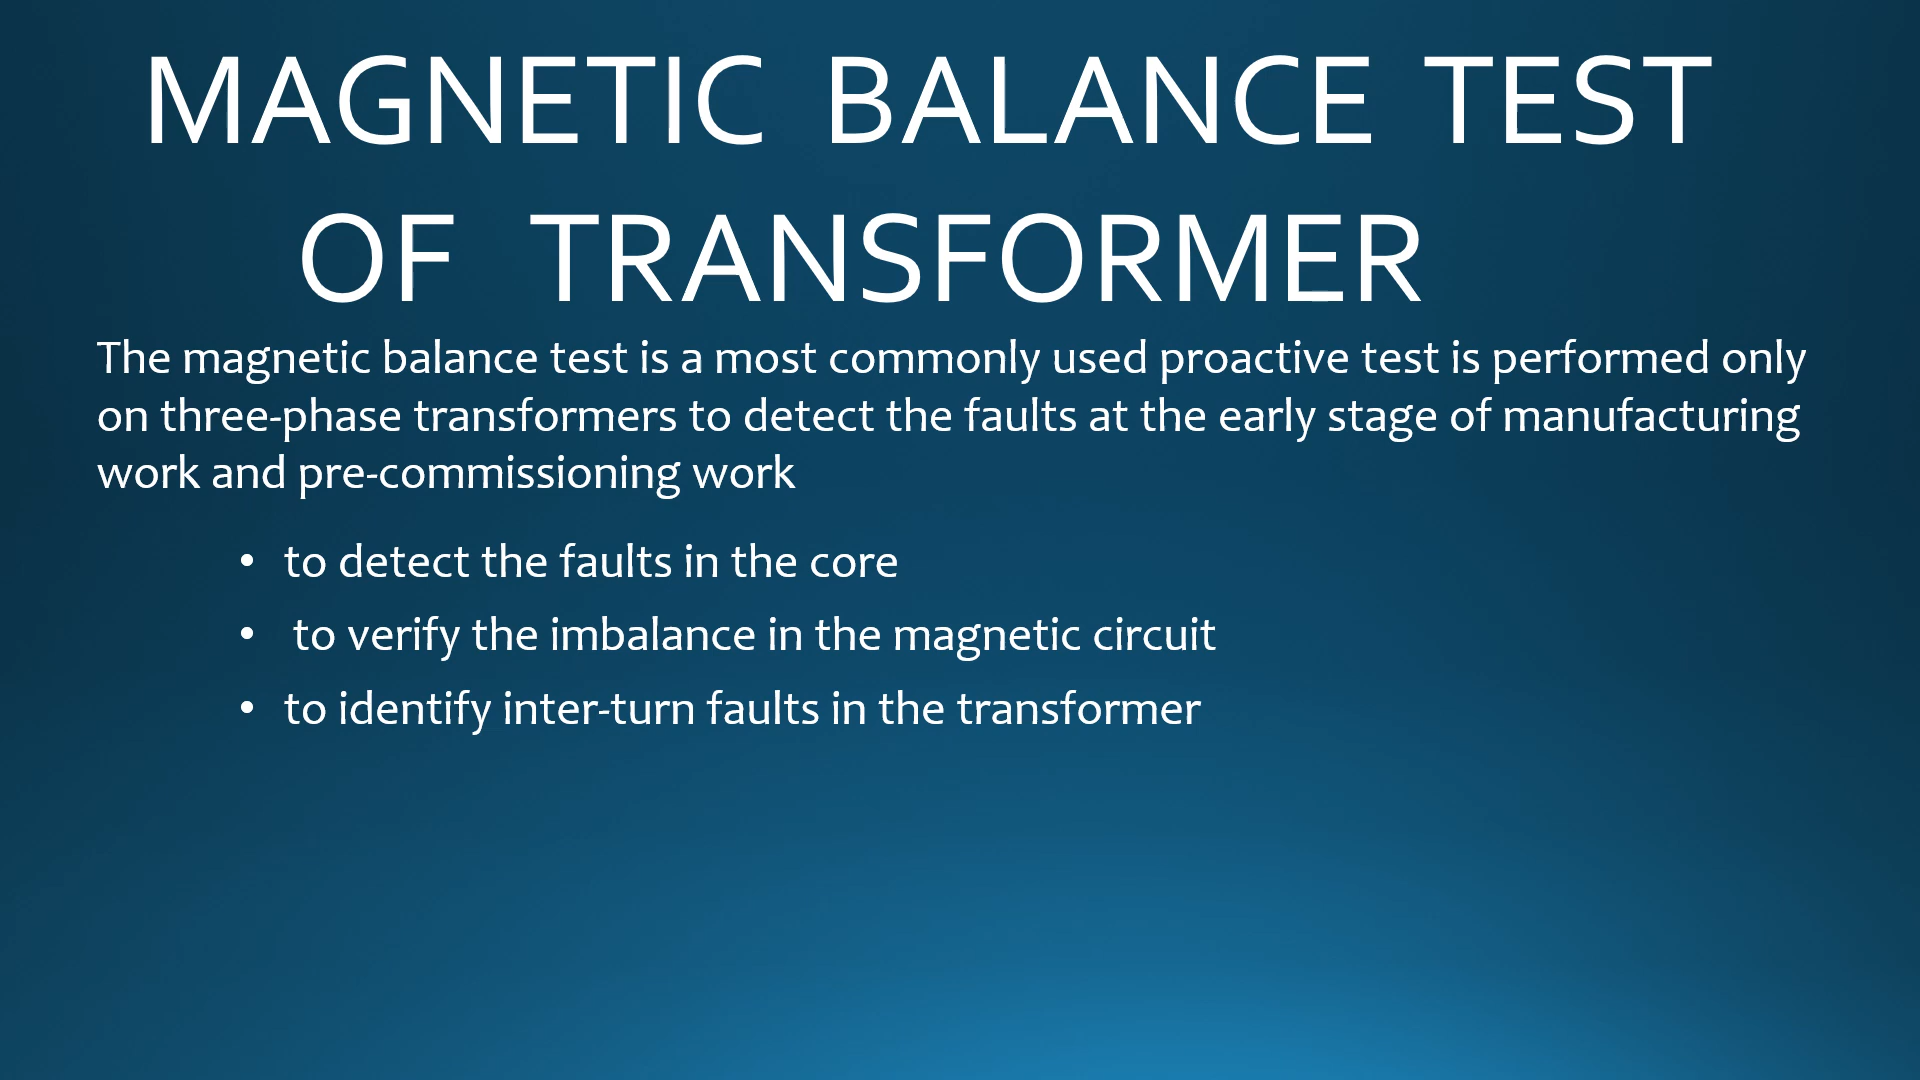 MAGNETIC BALANCE TEST
OF TRANSFORMER
The magnetic balance test is a most commonly used proactive test is performed only
on three-phase transformers to detect the faults at the early stage of manufacturing
work and pre-commissioning work
• to detect the faults in the core
• to verify the imbalance in the magnetic circuit
• to identify inter-turn faults in the transformer